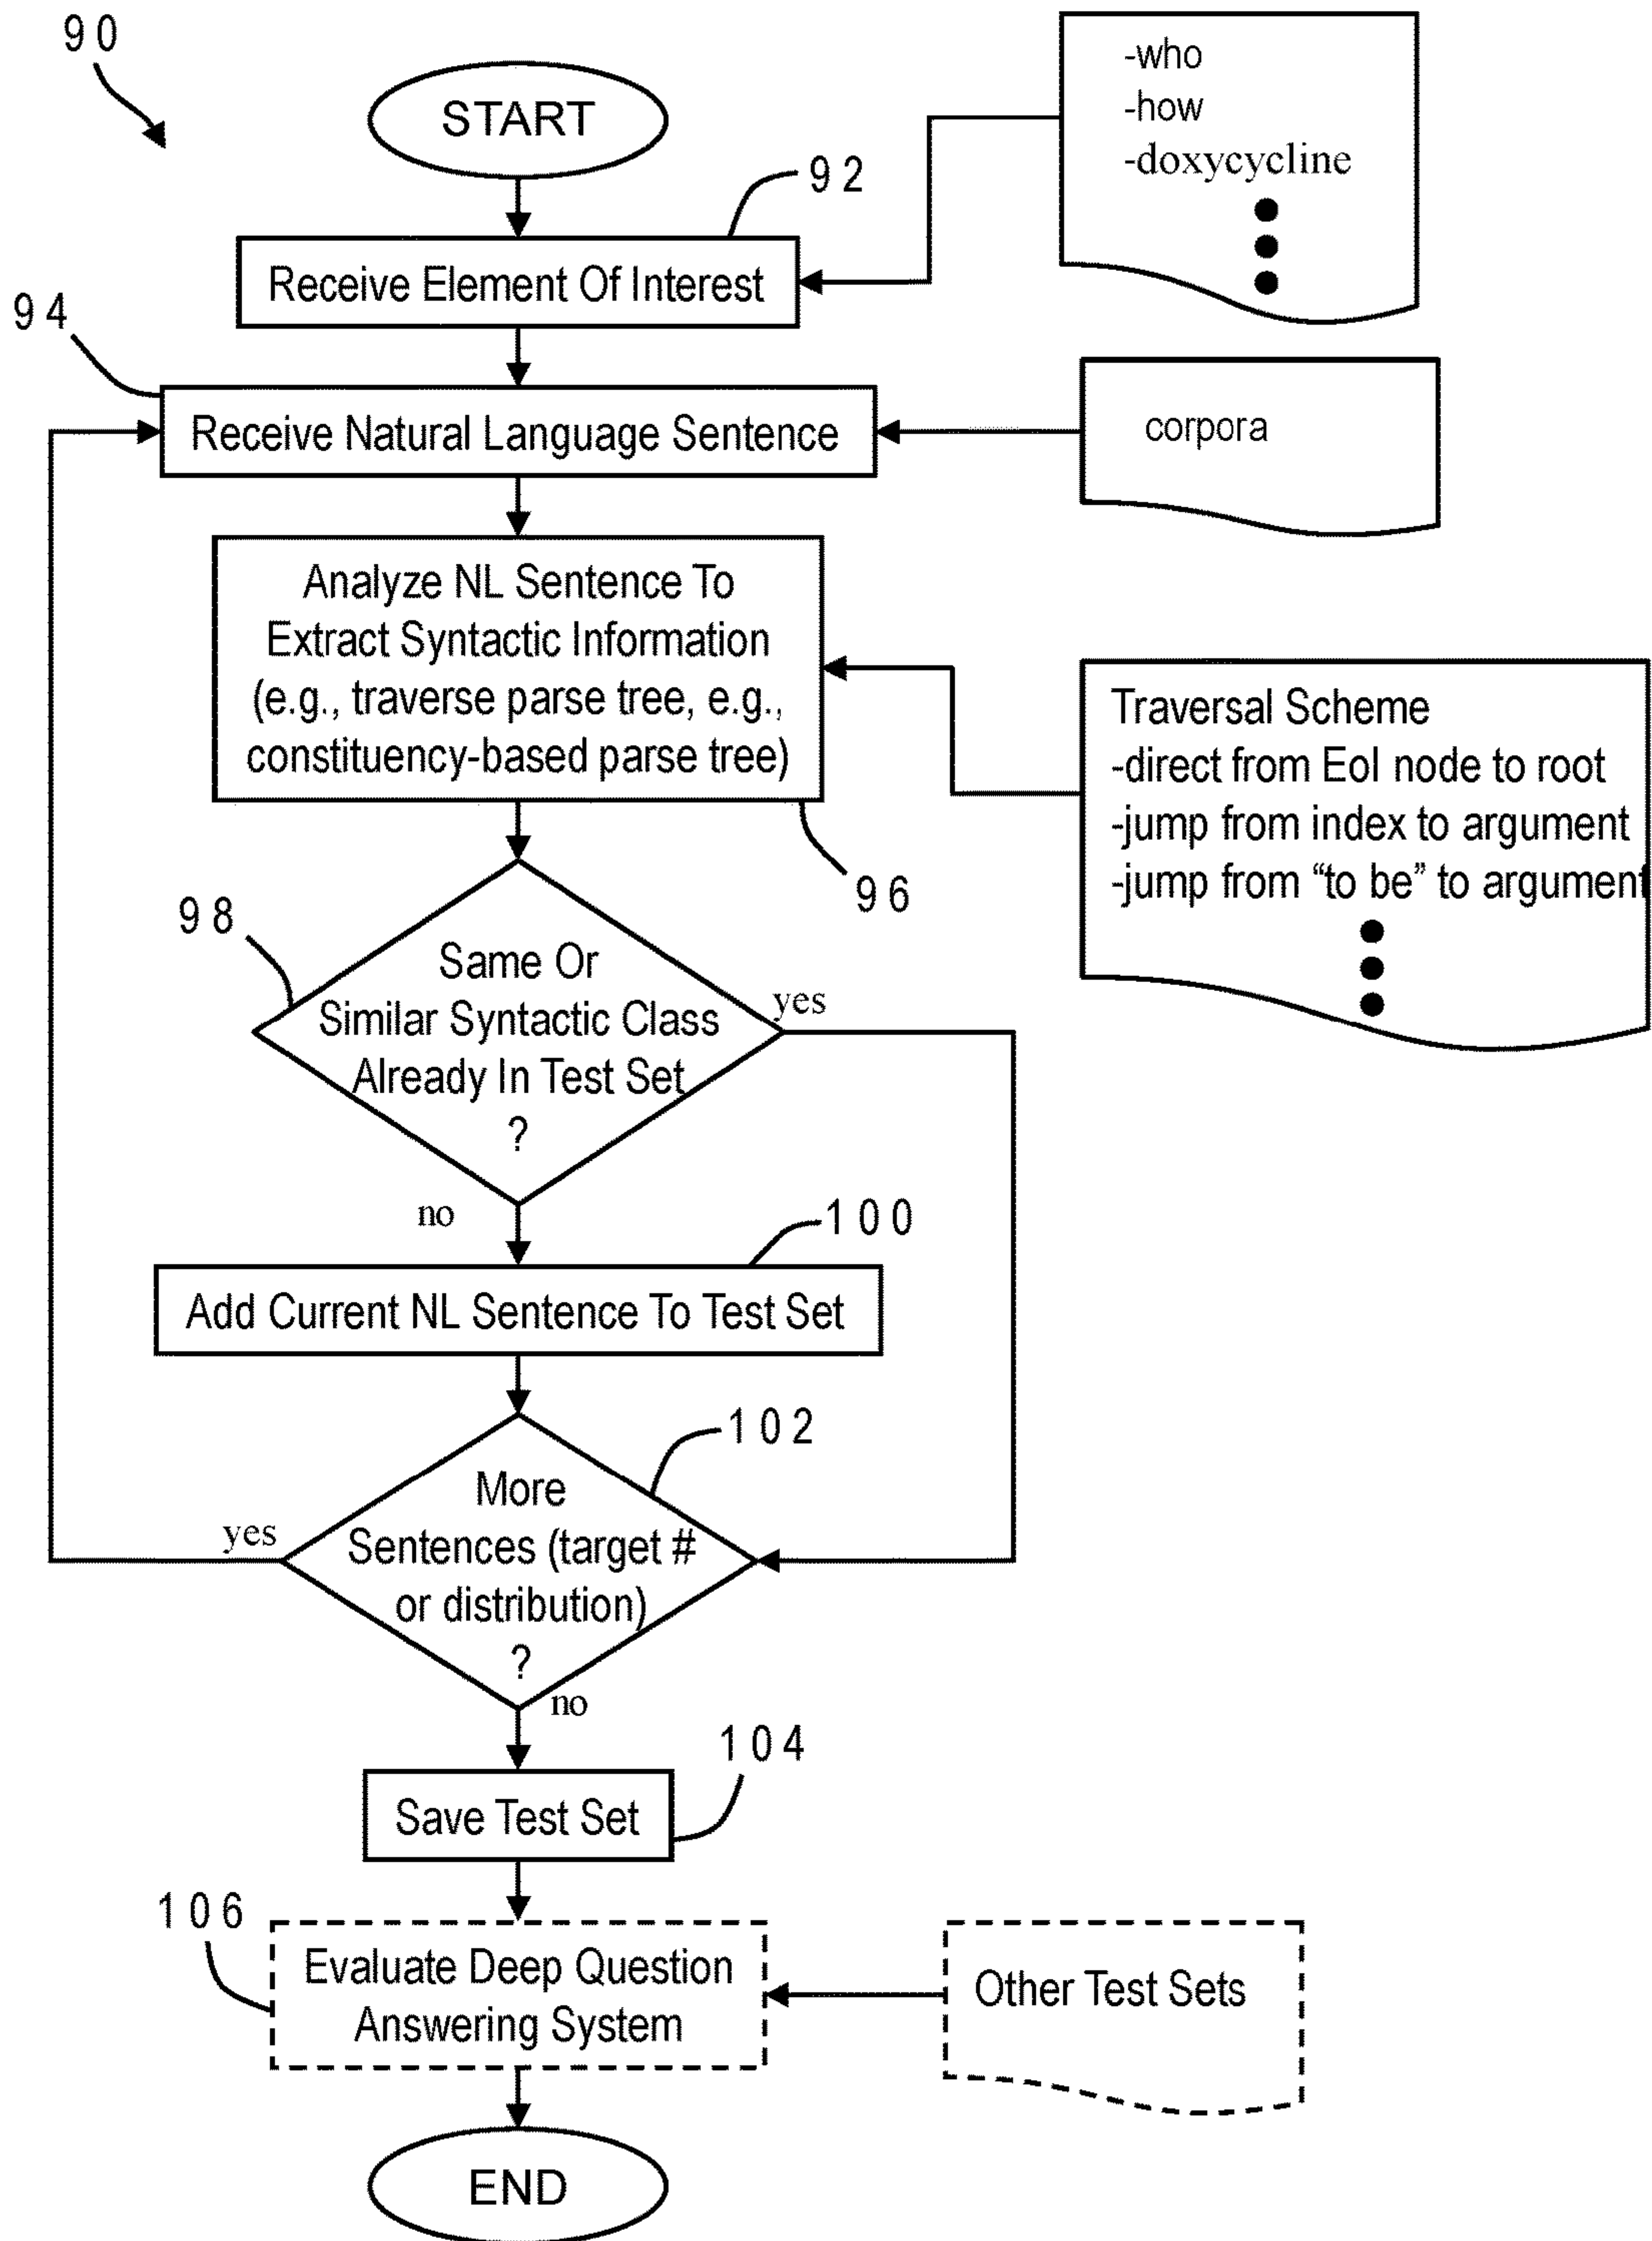 90
START
-who
-how
-doxycycline
92
Receive Element Of Interest
94
Receive Natural Language Sentence
corpora
Analyze NL Sentence To
Extract Syntactic Information
(e.g., traverse parse tree, e.g.,
constituency-based parse tree)
96
Traversal Scheme
-direct from EoI node to root
-jump from index to argument
-jump from “to be” to argument
98
Same Or
Similar Syntactic Class
Already In Test Set
?
yes
no
100
Add Current NL Sentence To Test Set
102
More
Sentences (target #
or distribution)
?
yes
no
104
Save Test Set
106
Evaluate Deep Question
Answering System
Other Test Sets
END